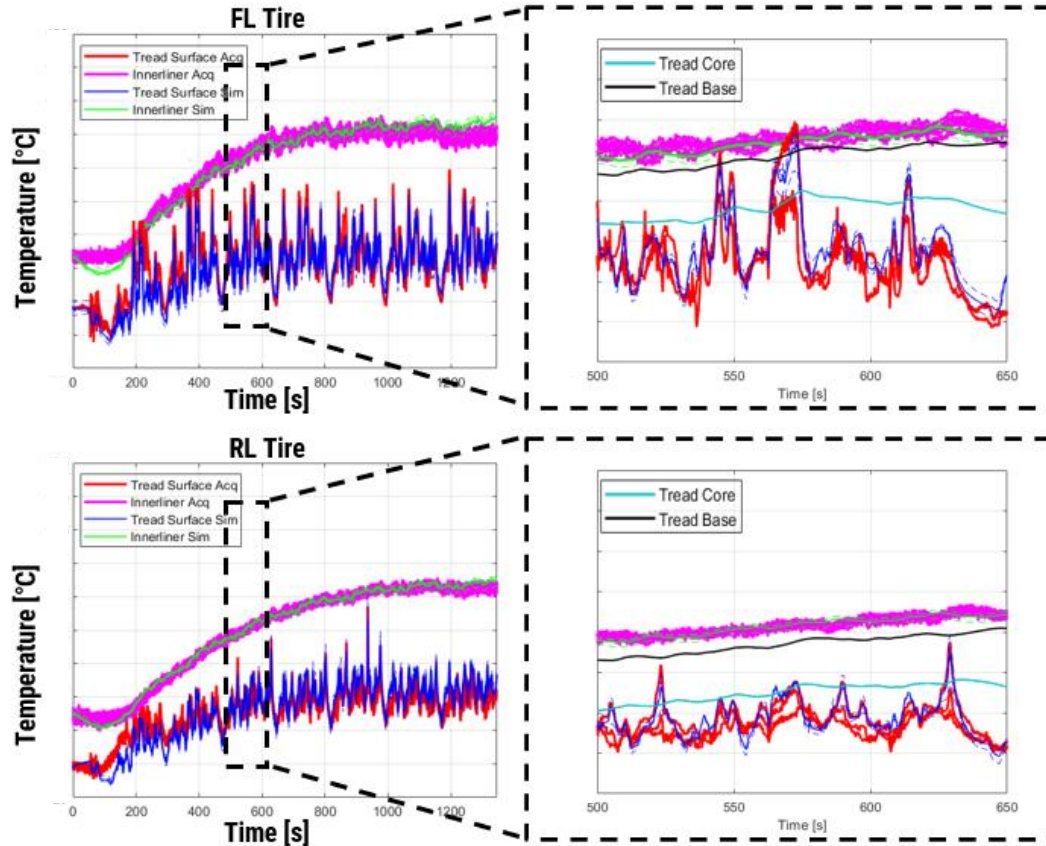 FL Tire
Tread Surface Acq
Innerliner Acq
Tread Surface Sim
Innerliner Sim
Temperature [°C]
0
200
400
600
800
1000
1200
Time [s]
Tread Core
Tread Base
500
550
600
650
Time [s]
RL Tire
Tread Surface Acq
Innerliner Acq
Tread Surface Sim
Innerliner Sim
Temperature [°C]
0
200
400
600
800
1000
1200
Time [s]
Tread Core
Tread Base
500
550
600
650
Time [s]